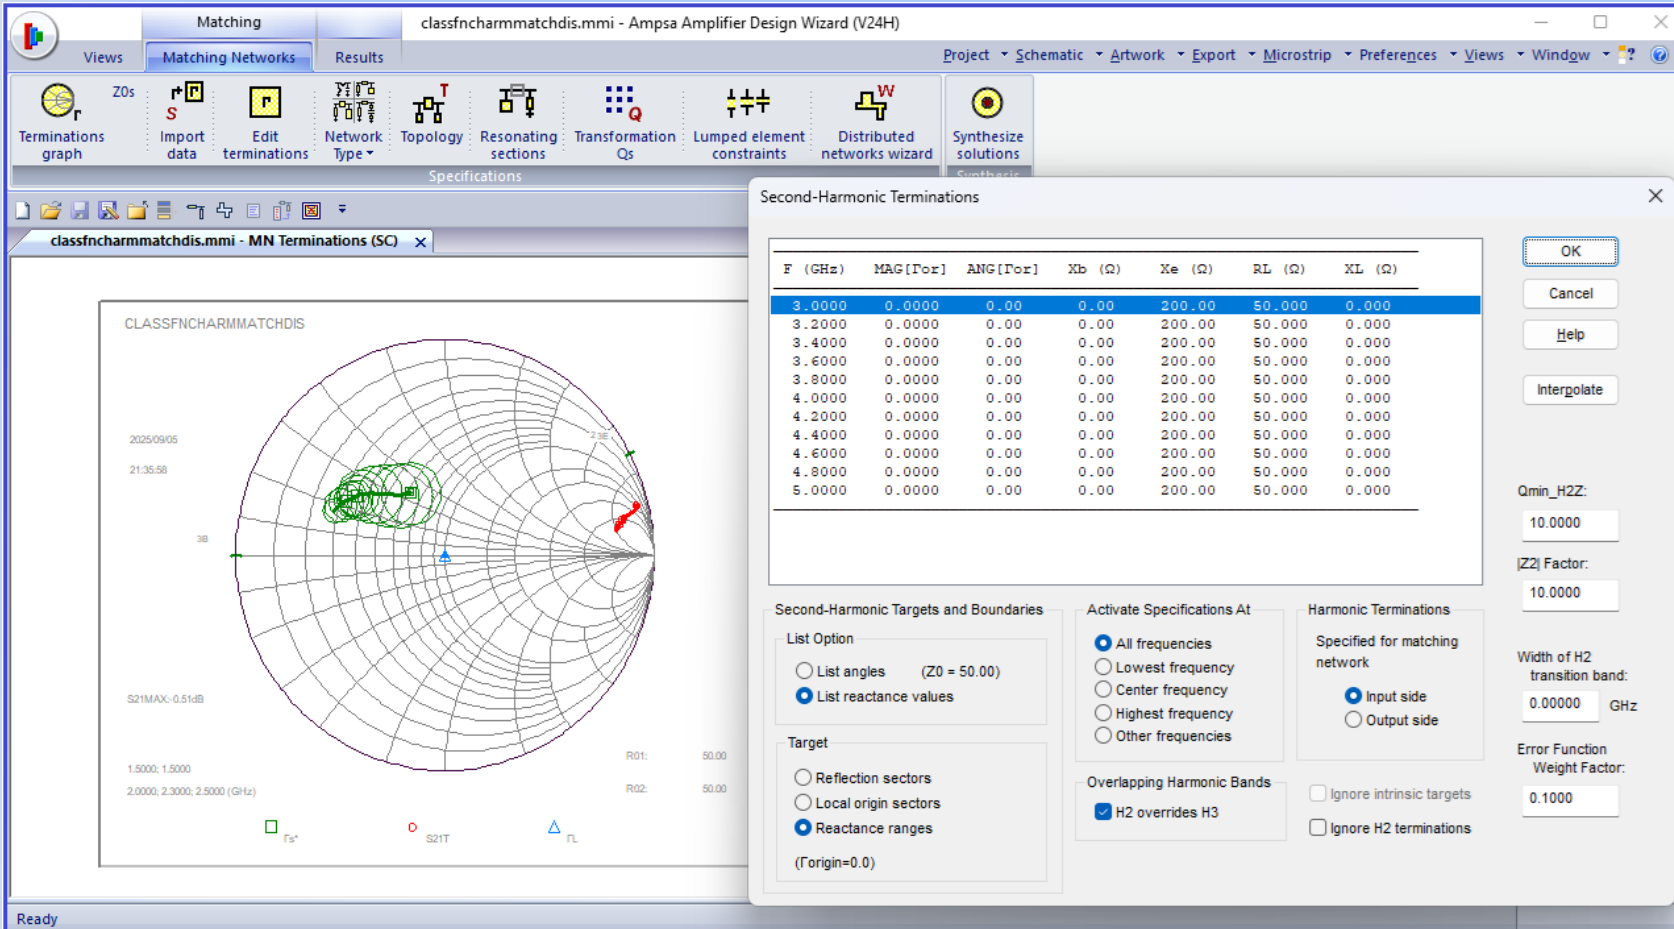 Matching
classfncharmmatchdis.mmi - Ampsa Amplifier Design Wizard (V24H)
Views
Matching Networks
Results
Project
Schematic
Artwork
Export
Microstrip
Preferences
Views
Window
Terminations graph
Z0s
Import data
Edit terminations
Network Type
Topology
Resonating sections
Transformation Qs
Lumped element constraints
Distributed networks wizard
Synthesize solutions
Specifications
Synthesis
classfncharmmatchdis.mmi - MN Terminations (SC)
CLASSFNCHARMMATCHDIS
2025/09/05
21:35:58
3B
2 3E
S21MAX:-0.51dB
1.5000; 1.5000
2.0000; 2.3000; 2.5000 (GHz)
R01: 50.00
R02: 50.00
Γs*
S21T
ΓL
Ready
Second-Harmonic Terminations
F (GHz) MAG[Γor] ANG[Γor] Xb (Ω) Xe (Ω) RL (Ω) XL (Ω)
3.0000 0.0000 0.00 0.00 200.00 50.000 0.000
3.2000 0.0000 0.00 0.00 200.00 50.000 0.000
3.4000 0.0000 0.00 0.00 200.00 50.000 0.000
3.6000 0.0000 0.00 0.00 200.00 50.000 0.000
3.8000 0.0000 0.00 0.00 200.00 50.000 0.000
4.0000 0.0000 0.00 0.00 200.00 50.000 0.000
4.2000 0.0000 0.00 0.00 200.00 50.000 0.000
4.4000 0.0000 0.00 0.00 200.00 50.000 0.000
4.6000 0.0000 0.00 0.00 200.00 50.000 0.000
4.8000 0.0000 0.00 0.00 200.00 50.000 0.000
5.0000 0.0000 0.00 0.00 200.00 50.000 0.000
OK
Cancel
Help
Interpolate
Qmin_H2Z:
10.0000
|Z2| Factor:
10.0000
Width of H2
transition band:
0.00000 GHz
Error Function
Weight Factor:
0.1000
Second-Harmonic Targets and Boundaries
List Option
List angles (Z0 = 50.00)
List reactance values
Target
Reflection sectors
Local origin sectors
Reactance ranges
(Γorigin=0.0)
Activate Specifications At
All frequencies
Lowest frequency
Center frequency
Highest frequency
Other frequencies
Overlapping Harmonic Bands
H2 overrides H3
Harmonic Terminations
Specified for matching
network
Input side
Output side
Ignore intrinsic targets
Ignore H2 terminations